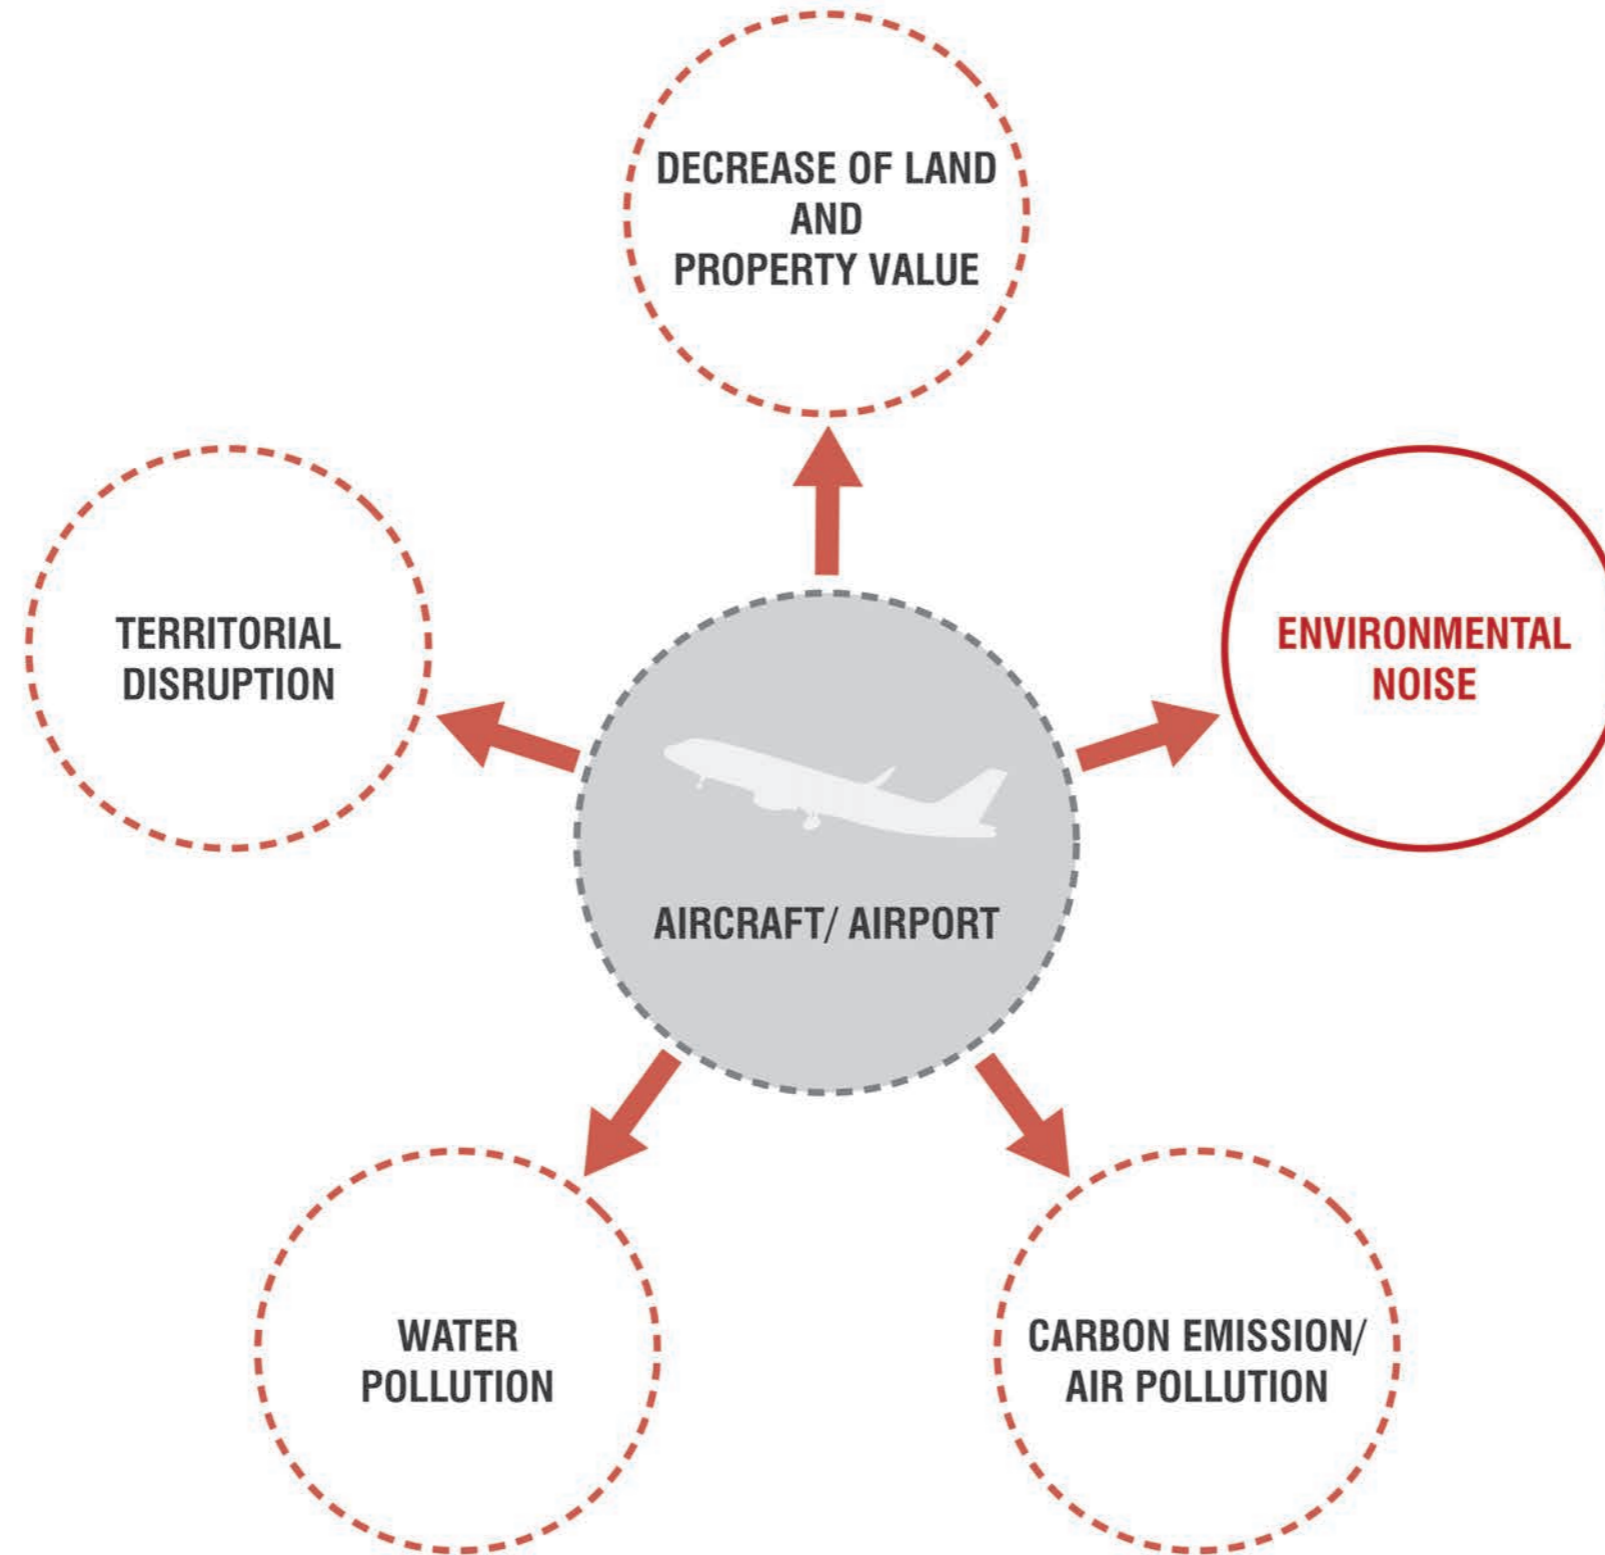 DECREASE OF LAND
AND
PROPERTY VALUE
TERRITORIAL
DISRUPTION
ENVIRONMENTAL
NOISE
AIRCRAFT/ AIRPORT
WATER
POLLUTION
CARBON EMISSION/
AIR POLLUTION